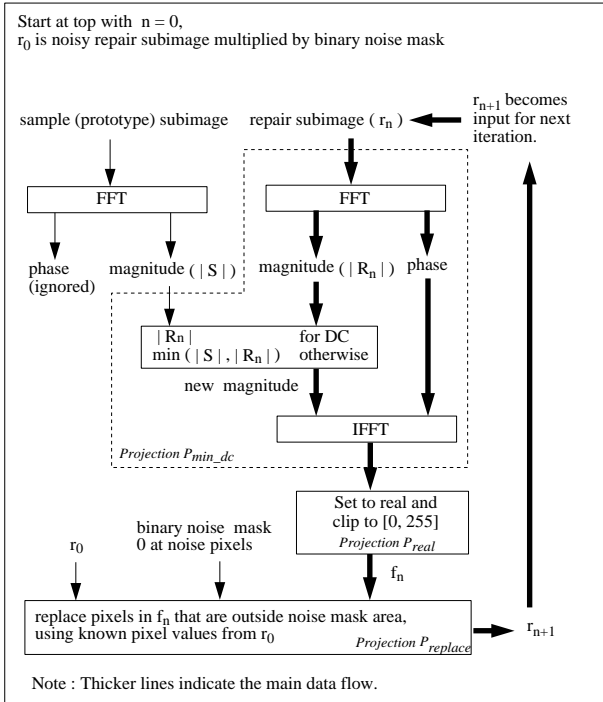 Start at top with n = 0,
r0 is noisy repair subimage multiplied by binary noise mask
sample (prototype) subimage
repair subimage ( rn )
rn+1 becomes
input for next
iteration.
FFT
FFT
phase
(ignored)
magnitude ( | S | )
magnitude ( | Rn | )
phase
| Rn | for DC
min ( | S | , | Rn | ) otherwise
new magnitude
IFFT
Projection Pmin_dc
Set to real and
clip to [0, 255]
Projection Preal
binary noise mask
0 at noise pixels
r0
fn
replace pixels in fn that are outside noise mask area,
using known pixel values from r0
Projection Preplace
rn+1
Note : Thicker lines indicate the main data flow.